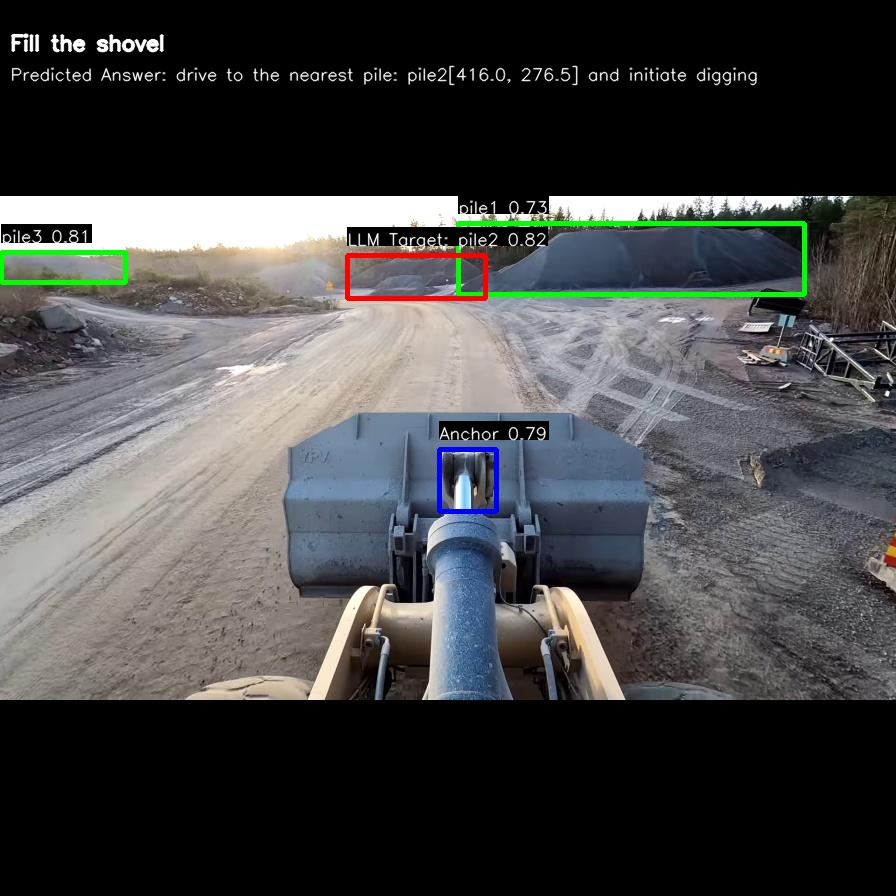 Fill the shovel
Predicted Answer: drive to the nearest pile: pile2[416.0, 276.5] and initiate digging
pile1 0.73
pile3 0.81
LLM Target: pile2 0.82
Anchor 0.79